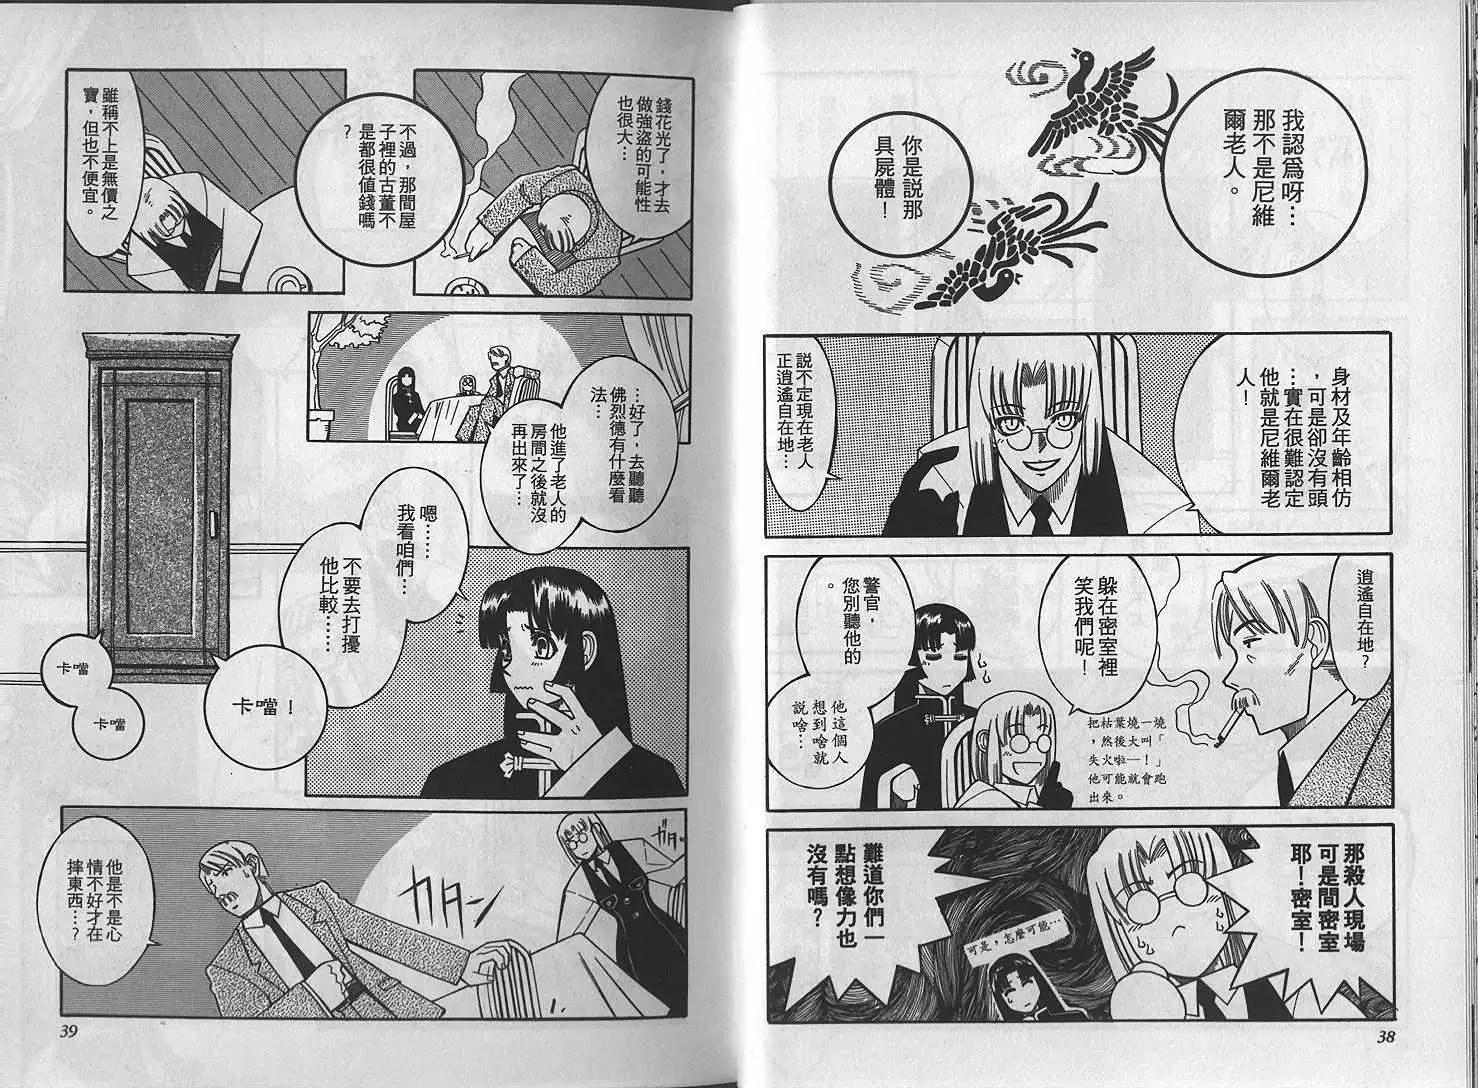 我認爲呀…
那不是尼維
爾老人。
你是説那
具屍體！
身材及年齡相仿
，可是卻沒有頭
…實在很難認定
他就是尼維爾老
人！
説不定現在老人
正逍遙自在地…
逍遙自在地？
躲在密室裡
笑我們呢！
把枯葉燒一燒
，然後大叫「
失火啦—！」
他可能就會跑
出來。
警官，
您別聽他的
。
他這個人
想到啥就
説啥…
那殺人現場
可是間密室
耶！密室！
可是，怎麼可能…
難道你們一
點想像力也
沒有嗎？
38
錢花光了，才去
做強盜的可能性
也很大…
不過，那間屋
子裡的古董不
是都很値錢嗎
？
雖稱不上是無價之
寶，但也不便宜。
…好了，去聽聽
佛烈德有什麼看
法…
他進了老人的
房間之後就沒
再出來了…
嗯……
我看咱們…
不要去打擾
他比較……
卡噹！
卡噹
卡噹
ガタン
カタン
他是不是心
情不好才在
摔東西…？
39